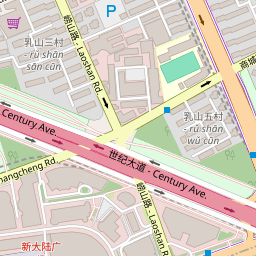 乳山三村
- rǔ shān
sān cūn
崂山路 - Laoshan Rd.
商城
乳山五村
- rǔ shān
wǔ cūn
Century Ave.
世纪大道 - Century Ave.
hangcheng Rd.
崂山路 - Laoshan Rd.
新大陆广